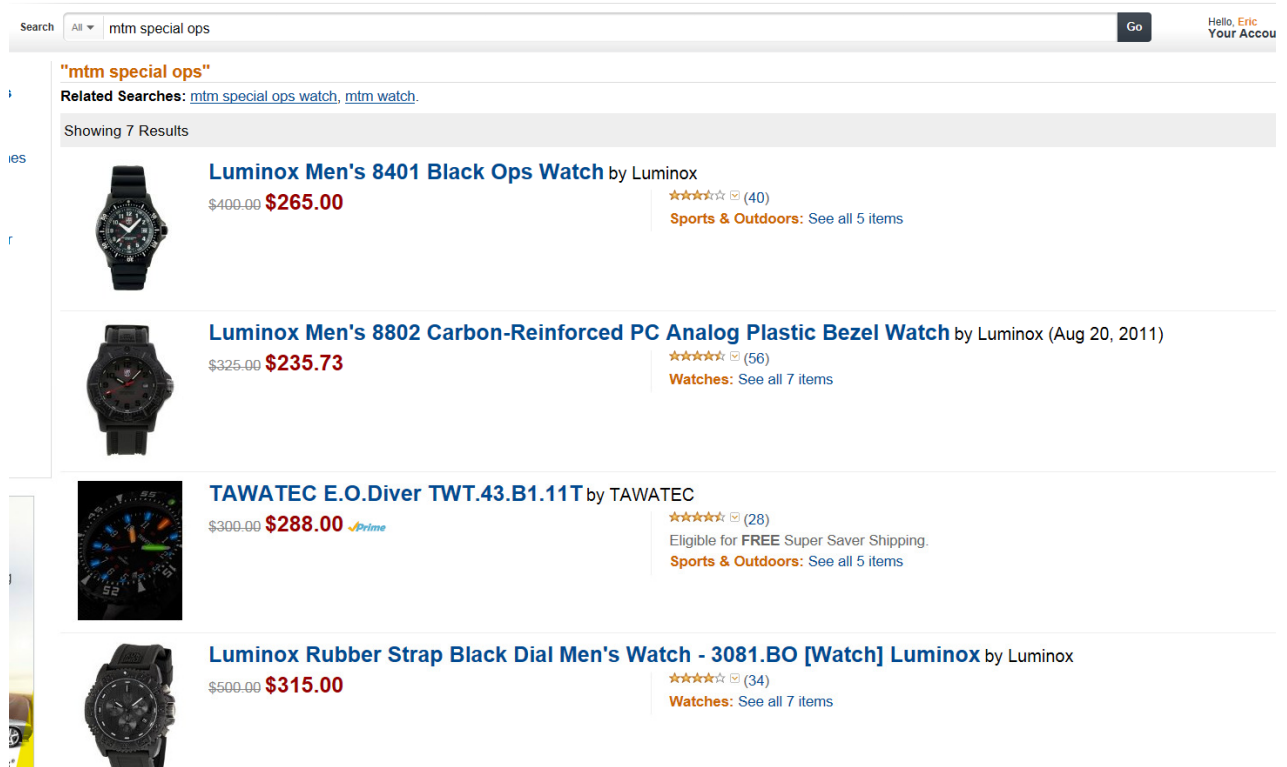 Search All mtm special ops Go Hello, Eric
Your Accou
"mtm special ops"
Related Searches: mtm special ops watch, mtm watch.
Showing 7 Results
Luminox Men's 8401 Black Ops Watch by Luminox
$400.00 $265.00
(40)
Sports & Outdoors: See all 5 items
Luminox Men's 8802 Carbon-Reinforced PC Analog Plastic Bezel Watch by Luminox (Aug 20, 2011)
$325.00 $235.73
(56)
Watches: See all 7 items
TAWATEC E.O.Diver TWT.43.B1.11T by TAWATEC
$300.00 $288.00 Prime
(28)
Eligible for FREE Super Saver Shipping.
Sports & Outdoors: See all 5 items
Luminox Rubber Strap Black Dial Men's Watch - 3081.BO [Watch] Luminox by Luminox
$500.00 $315.00
(34)
Watches: See all 7 items